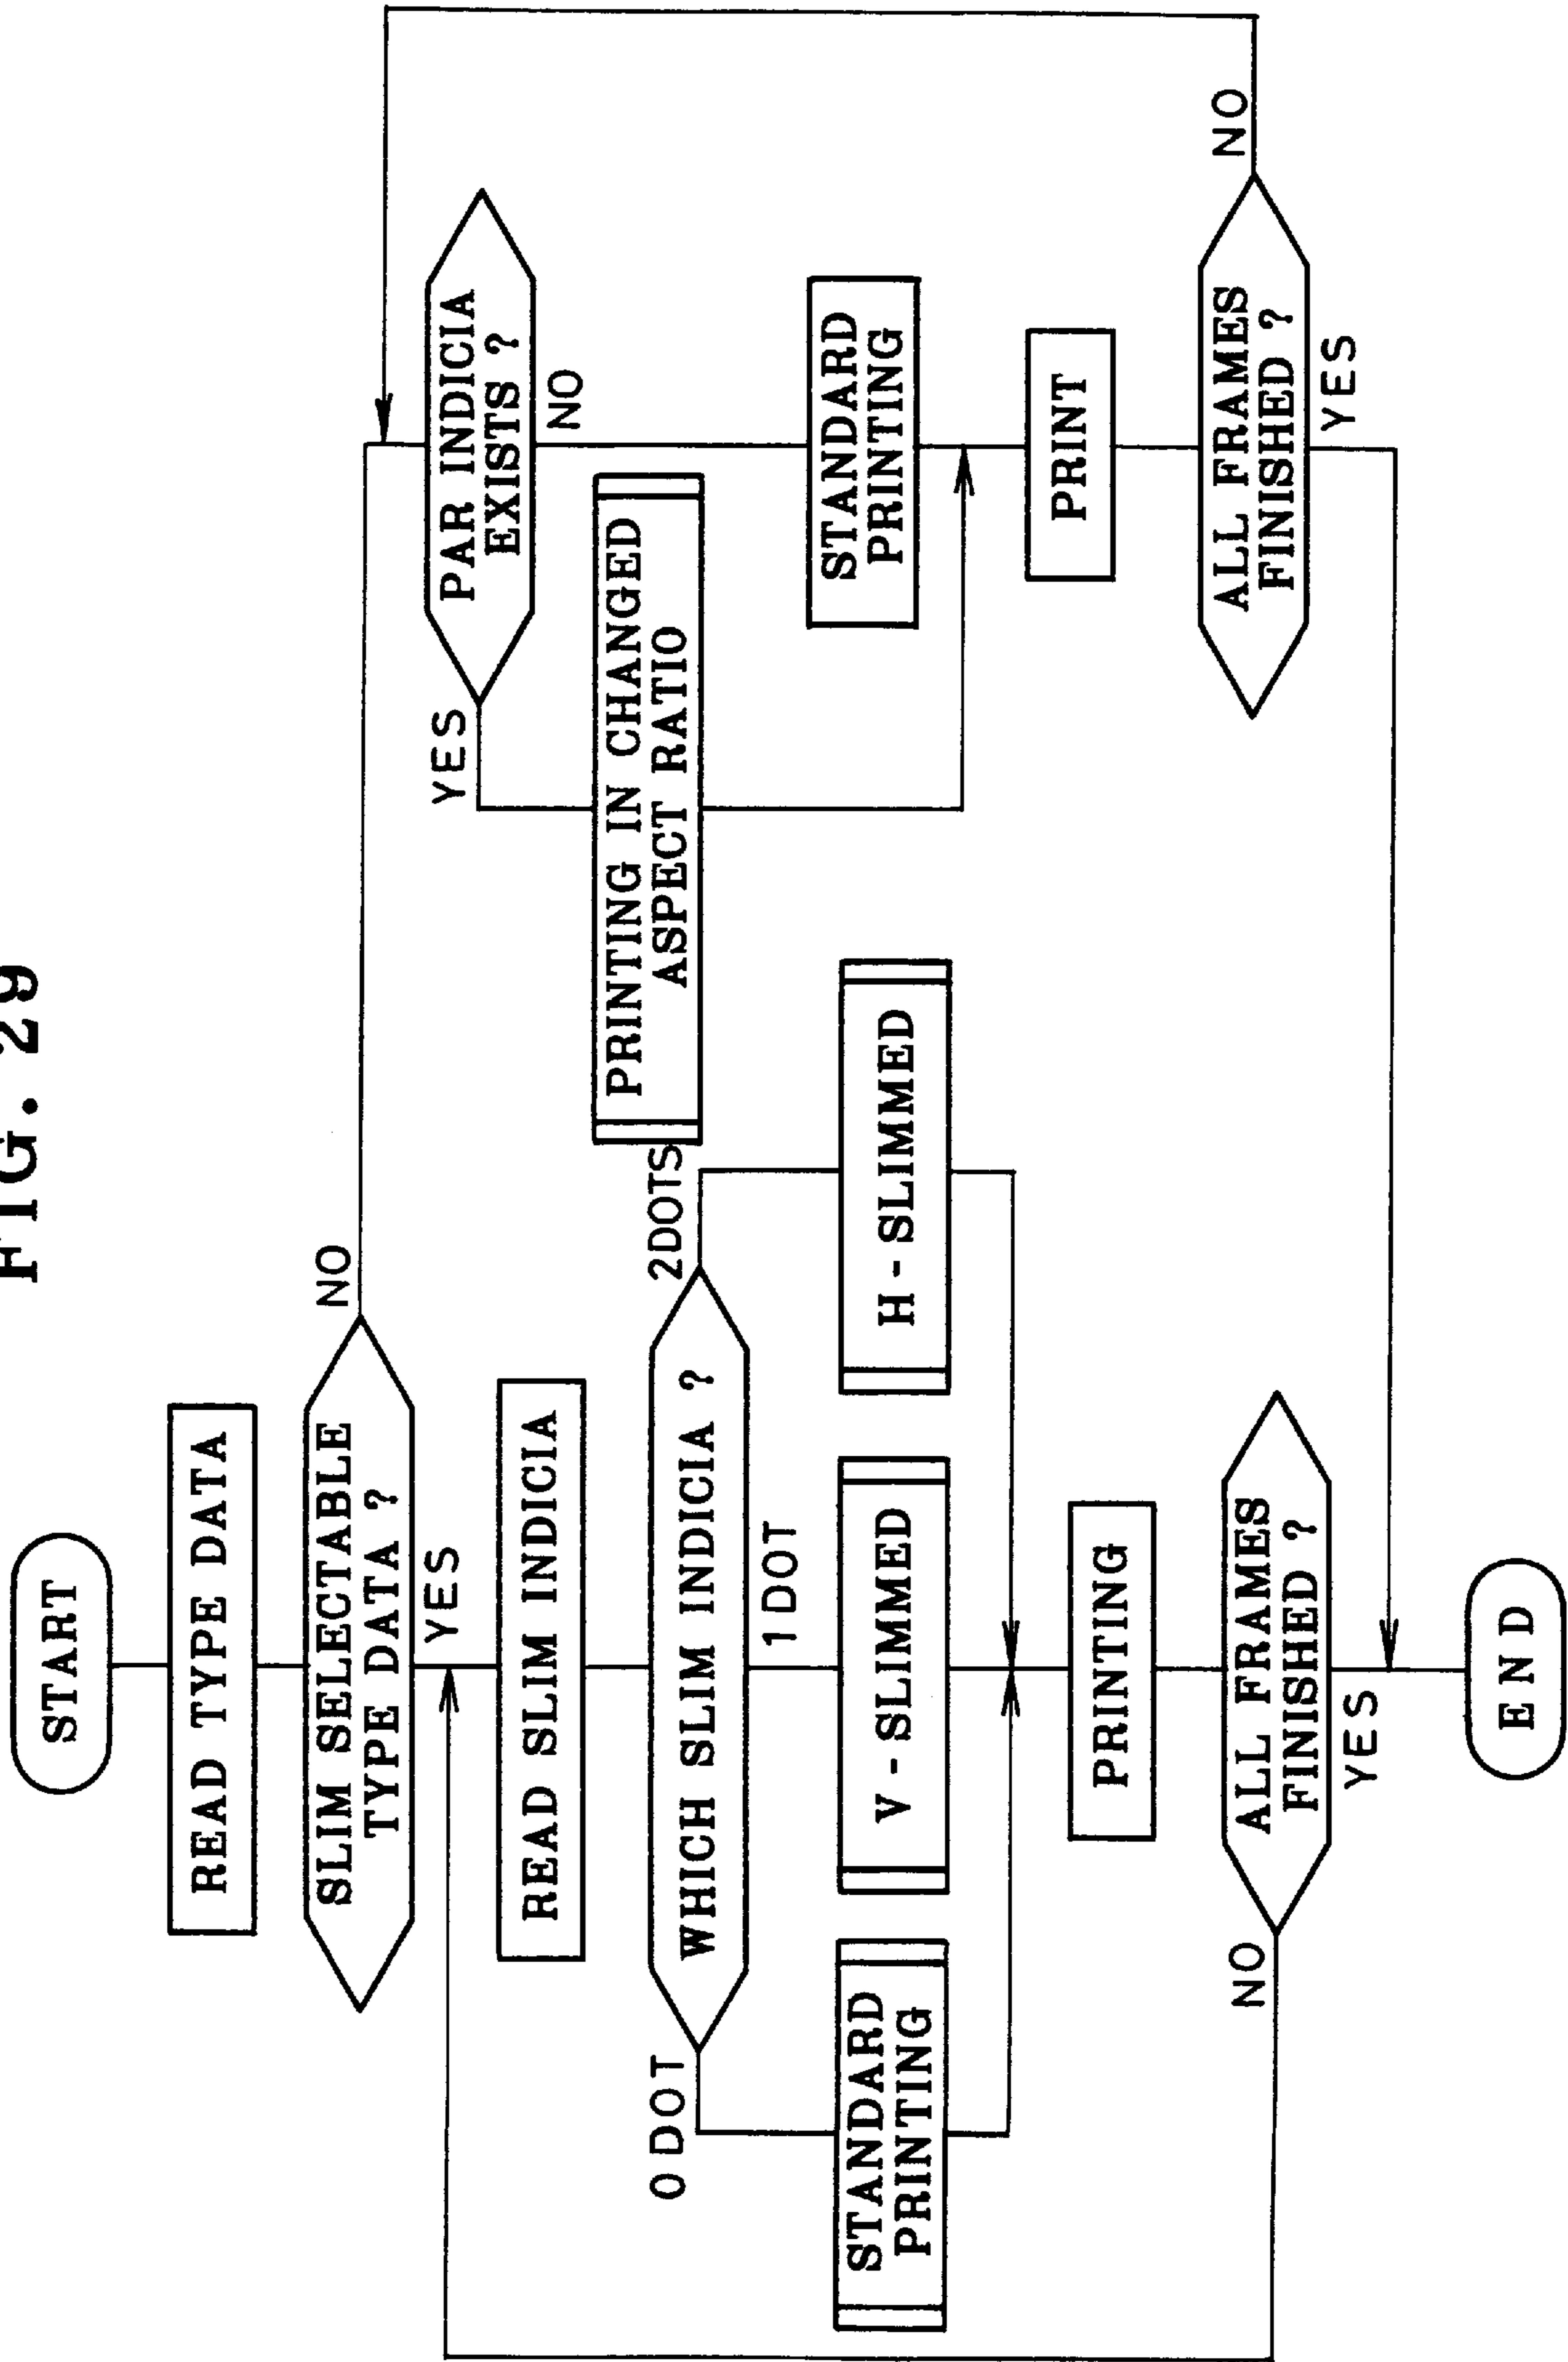 FIG. 29
START
READ TYPE DATA
SLIM SELECTABLE
TYPE DATA ?
NO
YES
READ SLIM INDICIA
WHICH SLIM INDICIA ?
0 DOT
1 DOT
2DOTS
STANDARD
PRINTING
V - SLIMMED
H - SLIMMED
PRINTING
ALL FRAMES
FINISHED ?
NO
YES
END
PAR INDICIA
EXISTS ?
YES
NO
PRINTING IN CHANGED
ASPECT RATIO
STANDARD
PRINTING
PRINT
ALL FRAMES
FINISHED ?
NO
YES